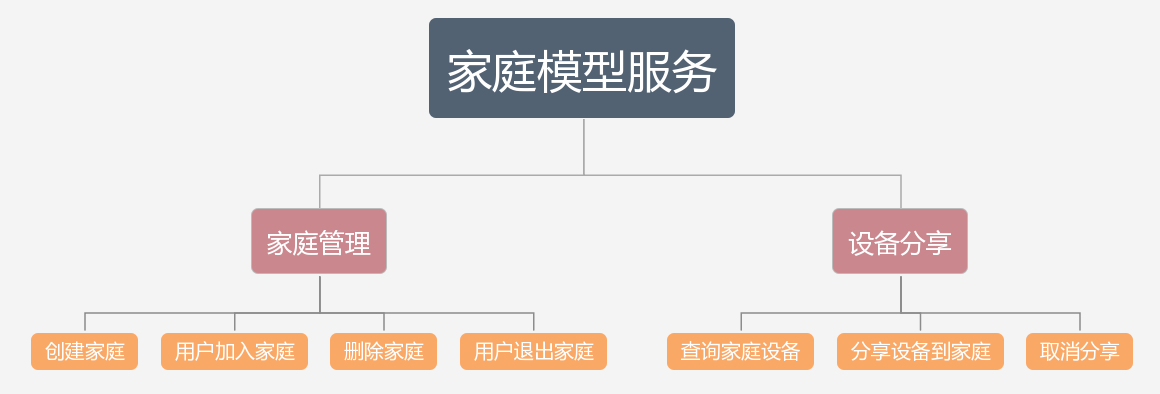 家庭模型服务
家庭管理
设备分享
创建家庭
用户加入家庭
删除家庭
用户退出家庭
查询家庭设备
分享设备到家庭
取消分享